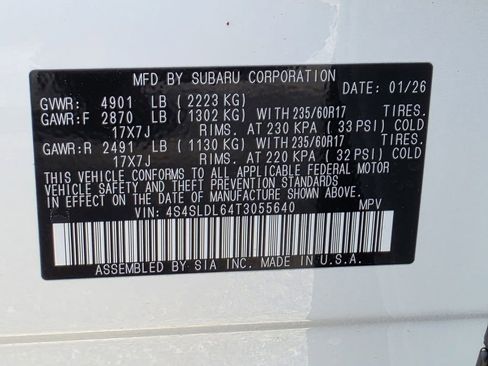 MFD BY SUBARU CORPORATION DATE: 01/26
GVWR: 4901 LB (2223 KG)
GAWR:F 2870 LB (1302 KG) WITH 235/60R17 TIRES.
17X7J RIMS. AT 230 KPA (33 PSI) COLD
GAWR:R 2491 LB (1130 KG) WITH 235/60R17 TIRES.
17X7J RIMS. AT 220 KPA (32 PSI) COLD
THIS VEHICLE CONFORMS TO ALL APPLICABLE FEDERAL MOTOR
VEHICLE SAFETY AND THEFT PREVENTION STANDARDS
IN EFFECT ON THE DATE OF MANUFACTURE SHOWN ABOVE.
VIN: 4S4SLDL64T3055640 MPV
ASSEMBLED BY SIA INC. MADE IN U.S.A.